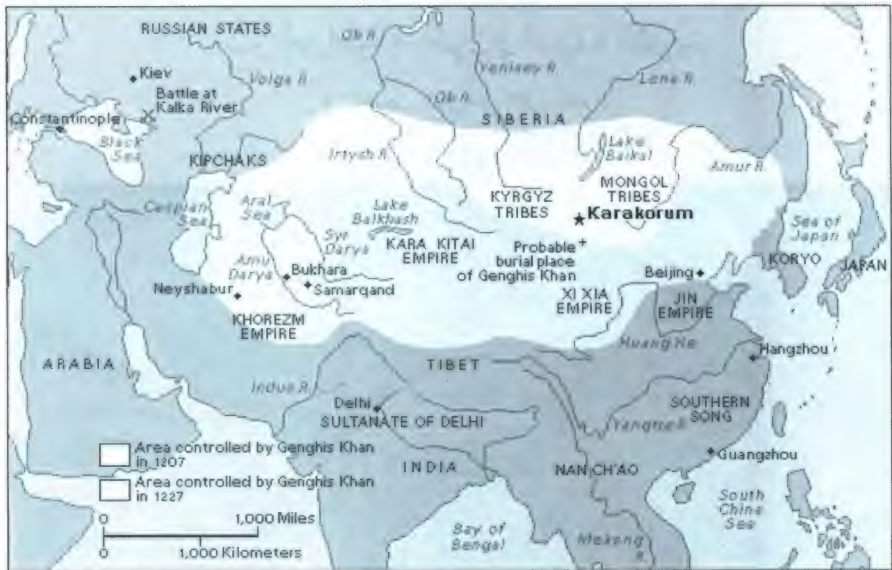 RUSSIAN STATES
Ob R.
Yenisey R.
Lena R.
Kiev
Volga R.
Battle at
Kalka River
Ob R.
Constantinople
Black
Sea
SIBERIA
KIPCHAKS
Irtysh R.
Lake
Baikal
Amur R.
Caspian
Sea
Aral
Sea
Lake
Balkhash
KYRGYZ
TRIBES
MONGOL
TRIBES
Karakorum
Sea of
Japan
Syr
Darya
KARA KITAI
EMPIRE
Probable
burial place
of Genghis Khan
Amu
Darya
Bukhara
Samarqand
Neyshabur
Beijing
KORYO
JAPAN
XI XIA
EMPIRE
JIN
EMPIRE
KHOREZM
EMPIRE
Huang He
ARABIA
TIBET
Hangzhou
Indus R.
Delhi
SULTANATE OF DELHI
SOUTHERN
SONG
Yangtze R.
Area controlled by Genghis Khan
in 1207
Area controlled by Genghis Khan
in 1227
INDIA
NAN CH'AO
Guangzhou
0 1,000 Miles
0 1,000 Kilometers
Bay of
Bengal
South
China
Sea
Mekong
R.